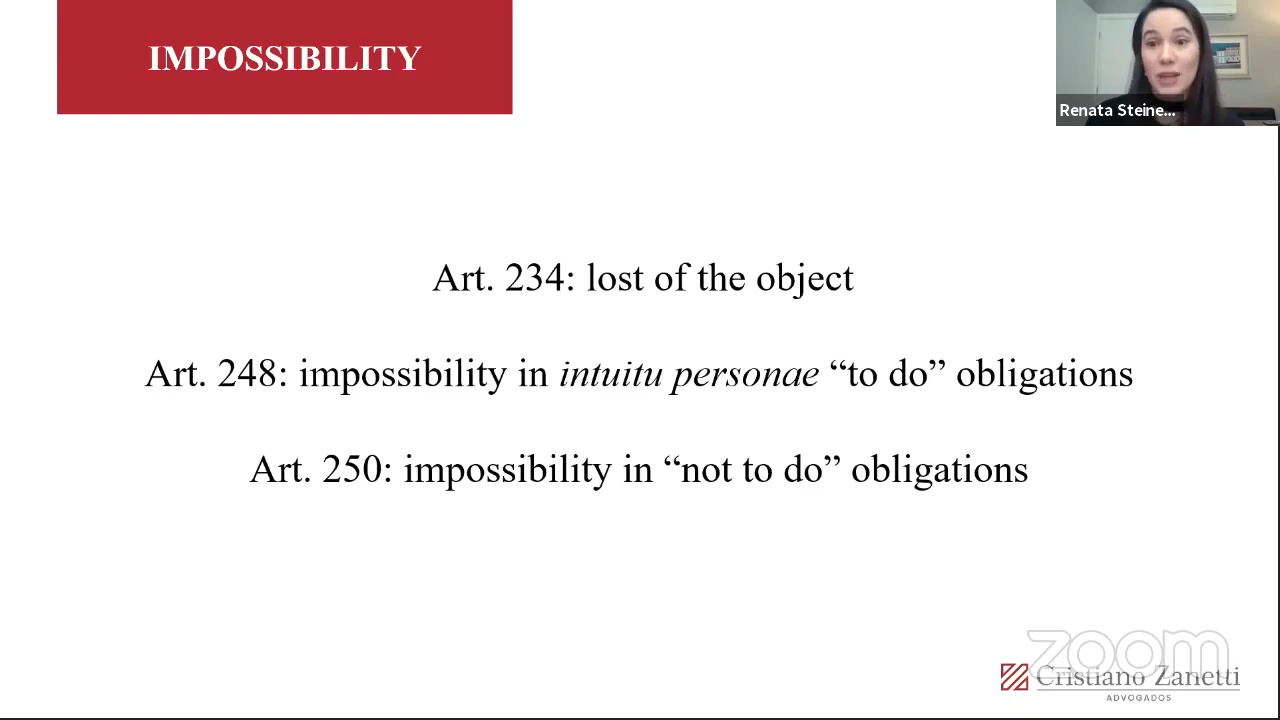 IMPOSSIBILITY
Renata Steine...
Art. 234: lost of the object
Art. 248: impossibility in intuitu personae “to do” obligations
Art. 250: impossibility in “not to do” obligations
zoom
Cristiano Zanetti
ADVOGADOS